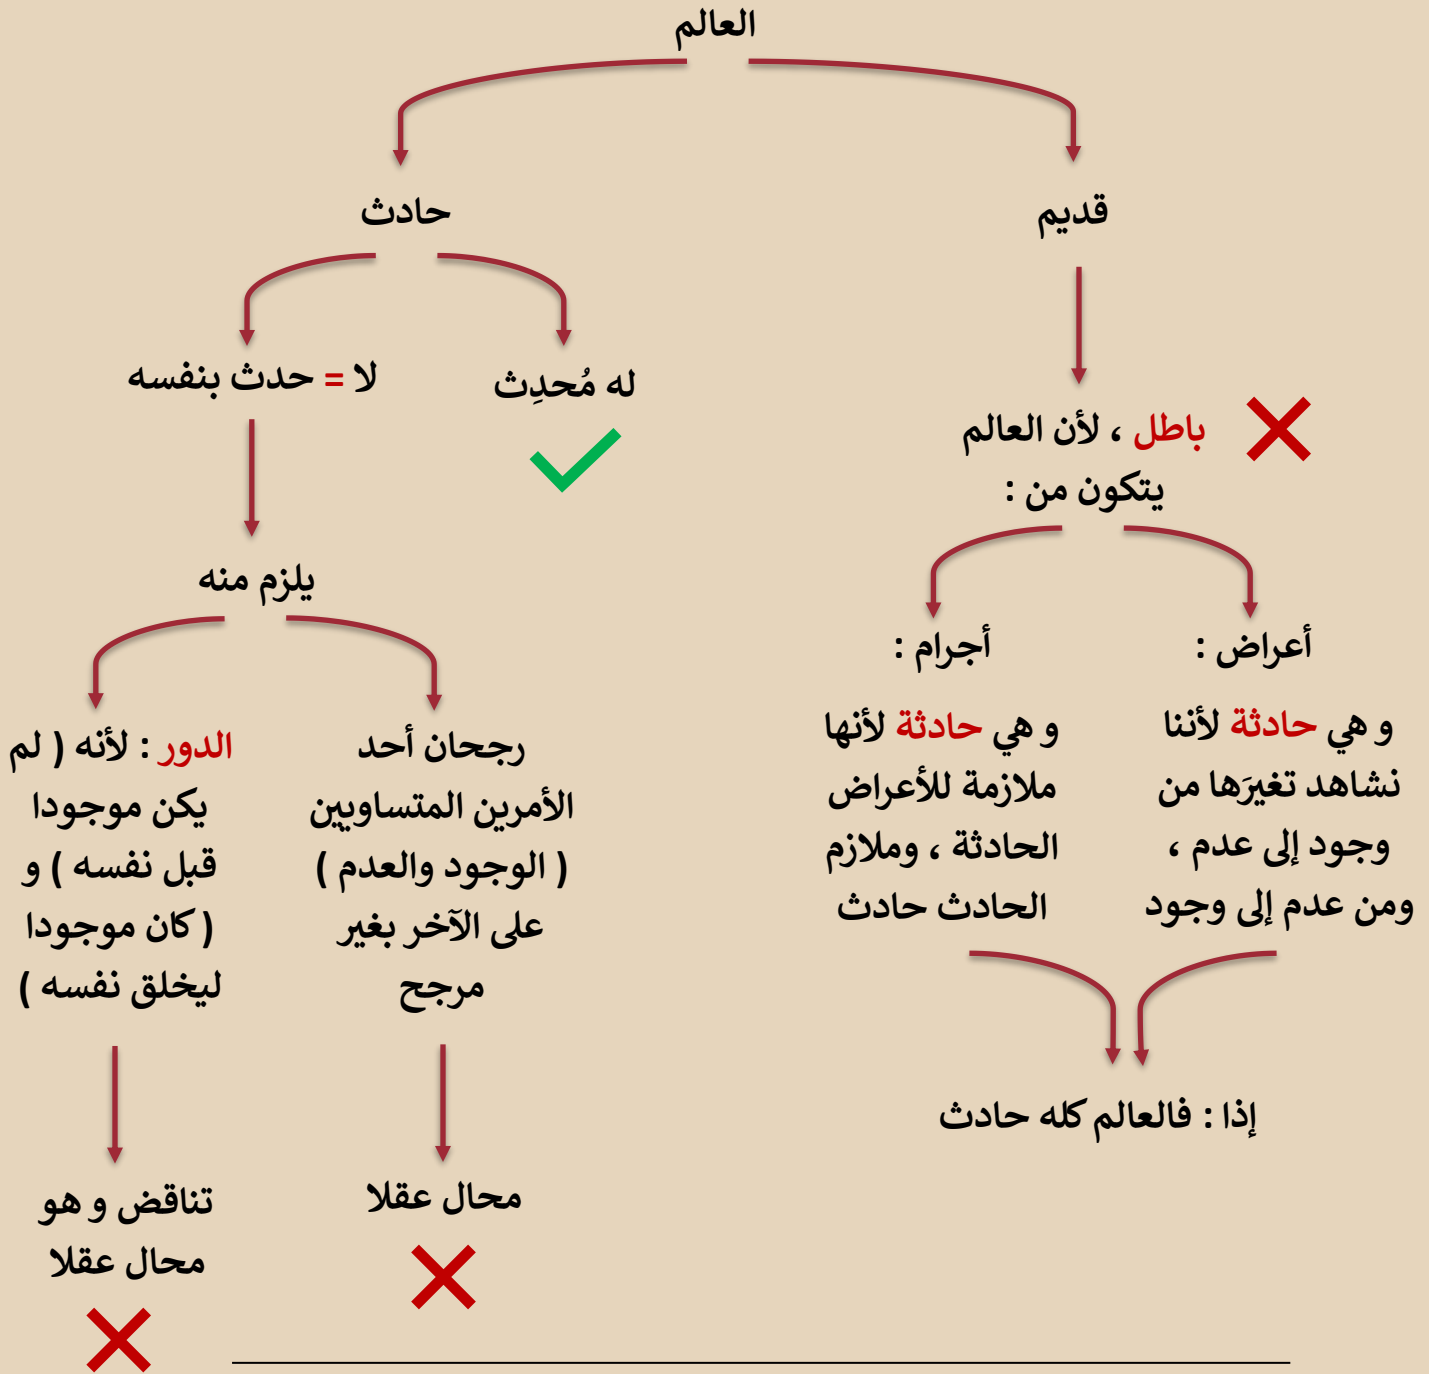 العالم
قديم
حادث
باطل ، لأن العالم
يتكون من :
أعراض :
و هي حادثة لأننا
نشاهد تغيرَها من
وجود إلى عدم ،
ومن عدم إلى وجود
أجرام :
و هي حادثة لأنها
ملازمة للأعراض
الحادثة ، وملازم
الحادث حادث
إذا : فالعالم كله حادث
له مُحدِث
لا = حدث بنفسه
يلزم منه
رجحان أحد
الأمرين المتساويين
( الوجود والعدم )
على الآخر بغير
مرجح
محال عقلا
الدور : لأنه ( لم
يكن موجودا
قبل نفسه ) و
( كان موجودا
ليخلق نفسه )
تناقض و هو
محال عقلا